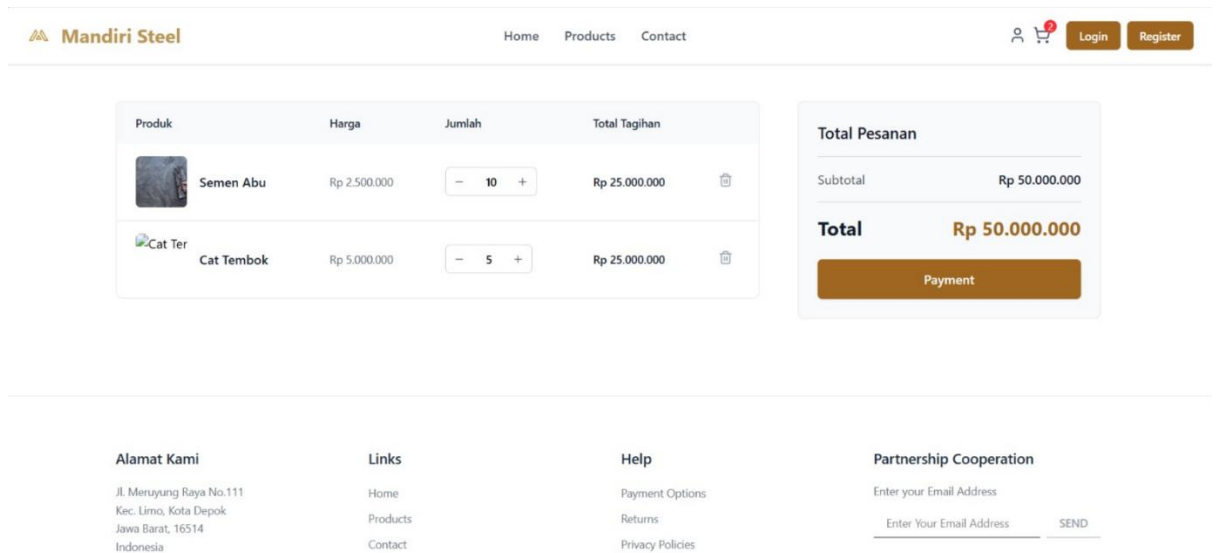 Mandiri Steel
Home Products Contact
2
Login Register
Produk Harga Jumlah Total Tagihan
Semen Abu Rp 2.500.000 − 10 + Rp 25.000.000
Cat Ter
Cat Tembok Rp 5.000.000 − 5 + Rp 25.000.000
Total Pesanan
Subtotal Rp 50.000.000
Total Rp 50.000.000
Payment
Alamat Kami
Jl. Meruyung Raya No.111
Kec. Limo, Kota Depok
Jawa Barat, 16514
Indonesia
Links
Home
Products
Contact
Help
Payment Options
Returns
Privacy Policies
Partnership Cooperation
Enter your Email Address
Enter Your Email Address SEND